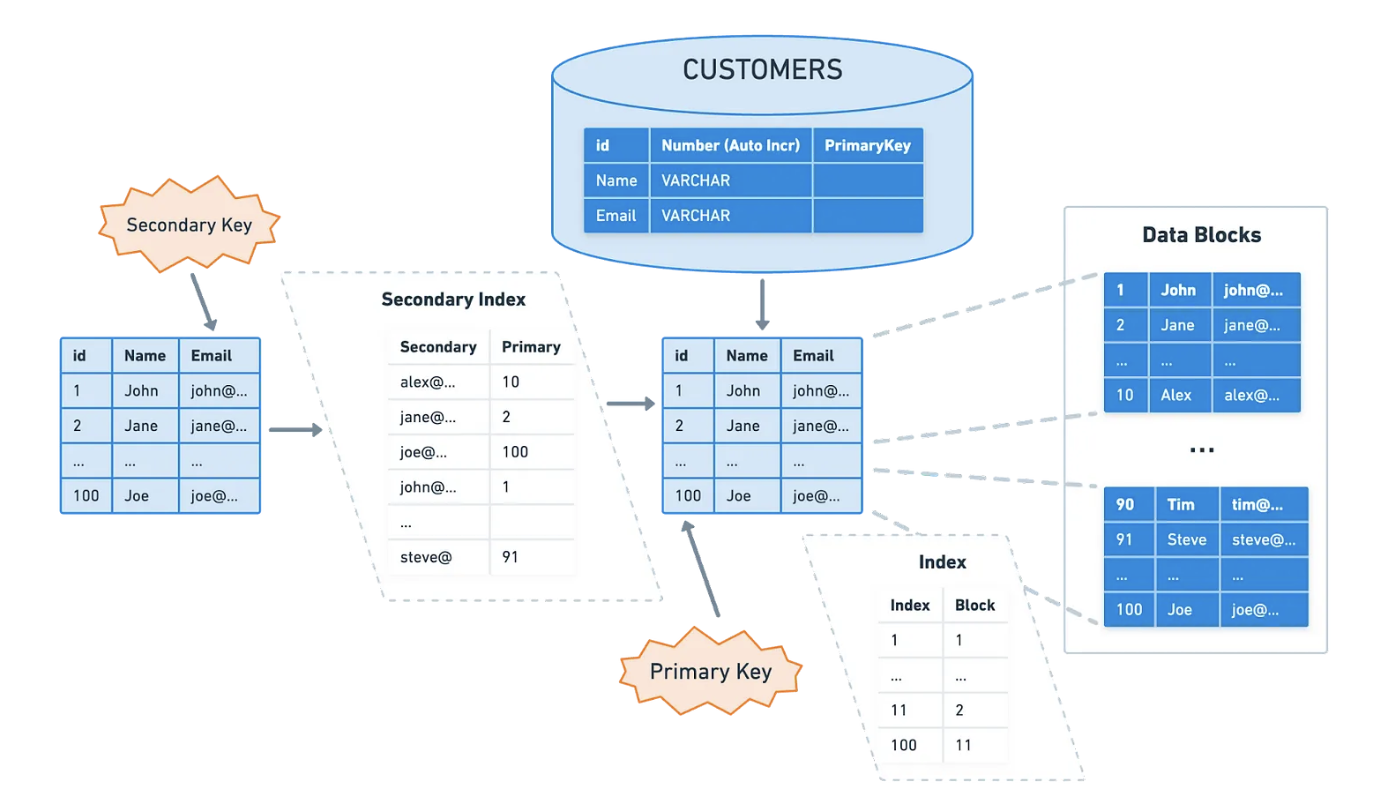 CUSTOMERS
id Number (Auto Incr) PrimaryKey
Name VARCHAR
Email VARCHAR
Secondary Key
id Name Email
1 John john@...
2 Jane jane@...
... ... ...
100 Joe joe@...
Secondary Index
Secondary Primary
alex@... 10
jane@... 2
joe@... 100
john@... 1
...
steve@ 91
id Name Email
1 John john@...
2 Jane jane@...
... ... ...
100 Joe joe@...
Primary Key
Index
Index Block
1 1
... ...
11 2
100 11
Data Blocks
1 John john@...
2 Jane jane@...
... ... ...
10 Alex alex@...
...
90 Tim tim@...
91 Steve steve@...
... ... ...
100 Joe joe@...